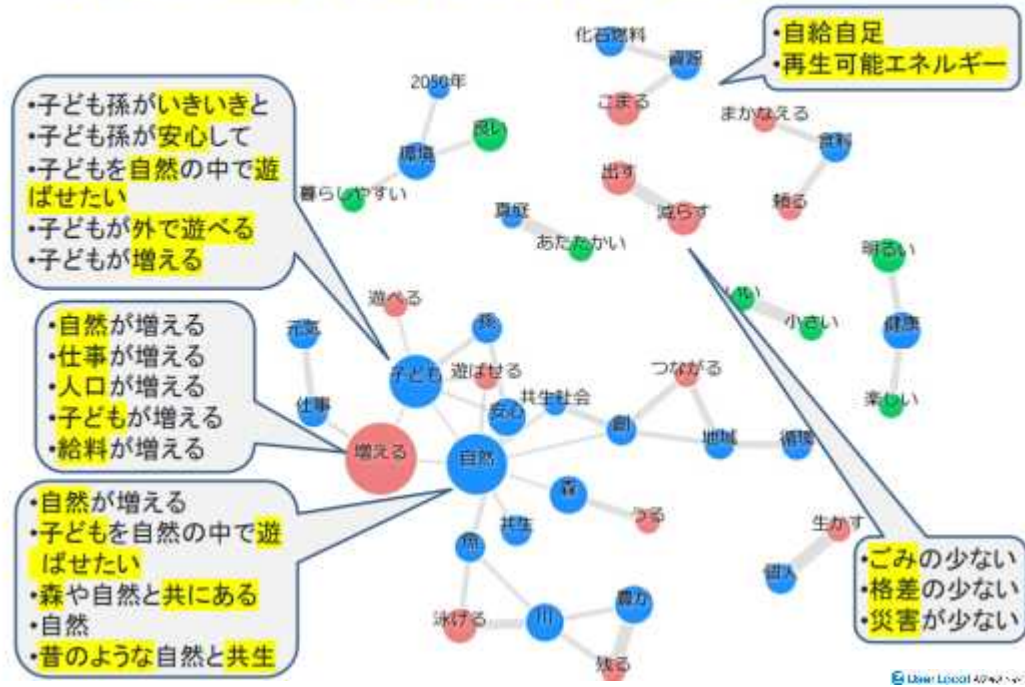 化石燃料
資源
こまる
•自給自足
•再生可能エネルギー
2050年
良い
環境
暮らしやすい
まかなえる
食料
頼る
出す
減らす
真庭
あたたかい
•子ども孫がいきいきと
•子ども孫が安心して
•子どもを自然の中で遊
ばせたい
•子どもが外で遊べる
•子どもが増える
明るい
健康
楽しい
小さい
遊べる
孫
元気
子ども
遊ばせる
つながる
仕事
安心
共生社会
創
地域
循環
増える
自然
•自然が増える
•仕事が増える
•人口が増える
•子どもが増える
•給料が増える
森
共生
生かす
個人
•自然が増える
•子どもを自然の中で遊
ばせたい
•森や自然と共にある
•自然
•昔のような自然と共生
泳げる
川
豊か
残る
•ごみの少ない
•格差の少ない
•災害が少ない
User Local